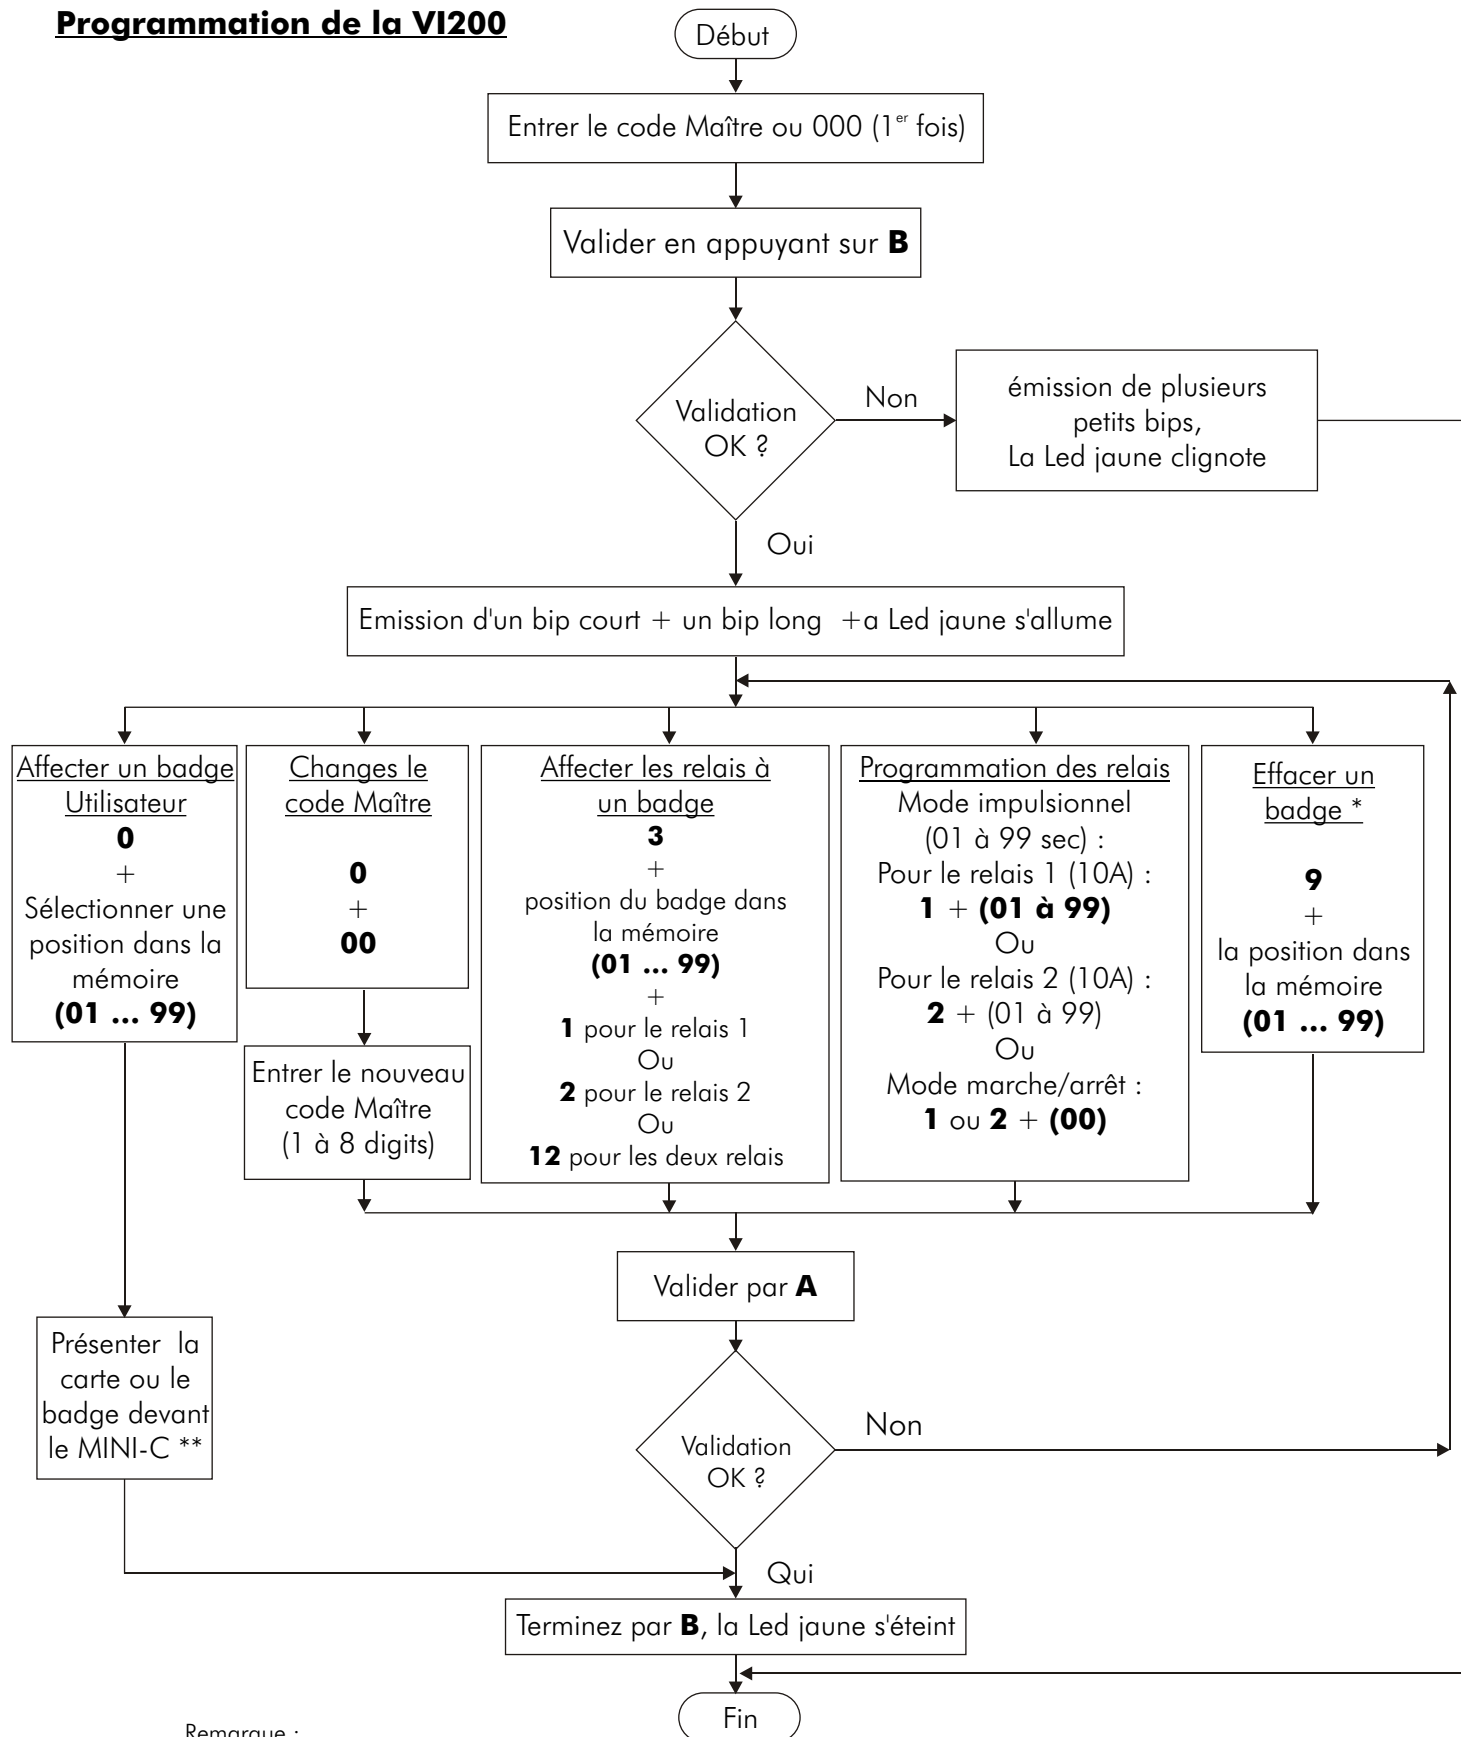 Programmation de la VI200
Début
Entrer le code Maître ou 000 (1er fois)
Valider en appuyant sur B
Validation
OK ?
Non
émission de plusieurs
petits bips,
La Led jaune clignote
Oui
Emission d'un bip court + un bip long +a Led jaune s'allume
Affecter un badge
Utilisateur
0
+
Sélectionner une
position dans la
mémoire
(01 ... 99)
Changes le
code Maître
0
+
00
Entrer le nouveau
code Maître
(1 à 8 digits)
Affecter les relais à
un badge
3
+
position du badge dans
la mémoire
(01 ... 99)
+
1 pour le relais 1
Ou
2 pour le relais 2
Ou
12 pour les deux relais
Programmation des relais
Mode impulsionnel
(01 à 99 sec) :
Pour le relais 1 (10A) :
1 + (01 à 99)
Ou
Pour le relais 2 (10A) :
2 + (01 à 99)
Ou
Mode marche/arrêt :
1 ou 2 + (00)
Effacer un
badge *
9
+
la position dans
la mémoire
(01 ... 99)
Valider par A
Présenter la
carte ou le
badge devant
le MINI-C **
Validation
OK ?
Non
Qui
Terminez par B, la Led jaune s'éteint
Fin
Remarque :